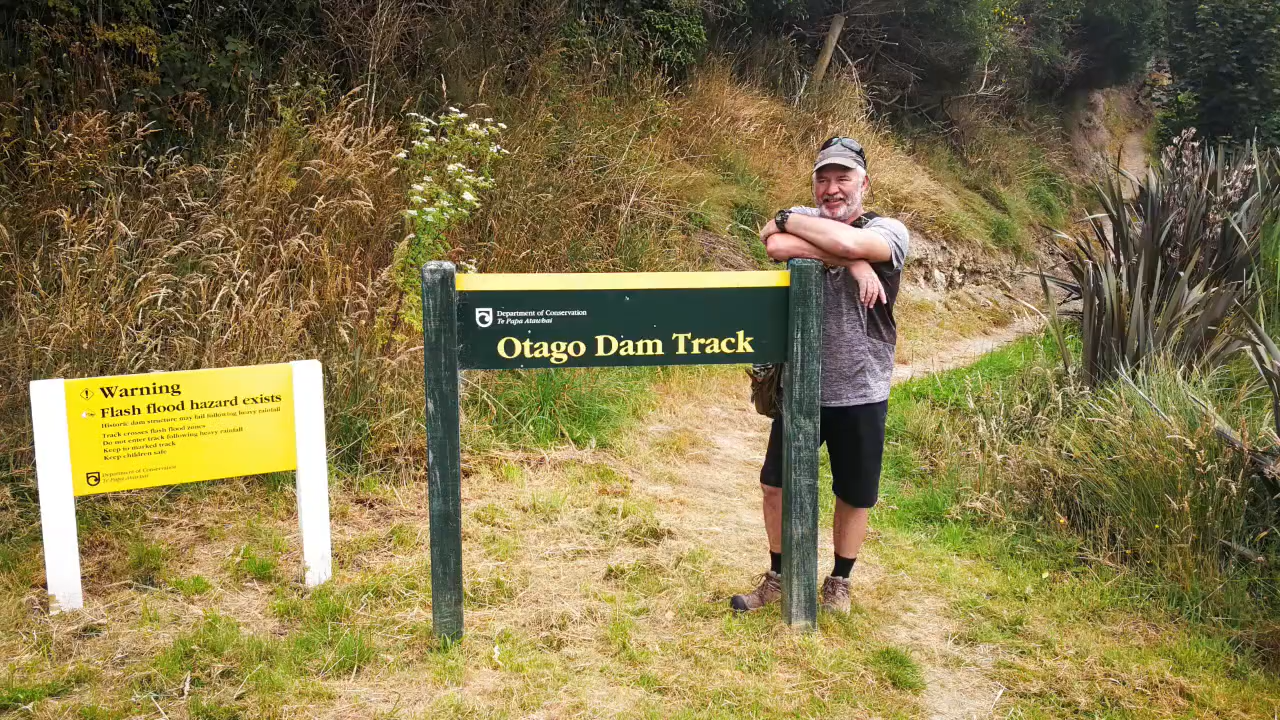 Warning
Flash flood hazard exists
Historic dam structure may fail following heavy rainfall
Track crosses flash flood zones
Do not enter track following heavy rainfall
Keep to marked track
Keep children safe
Department of Conservation
Te Papa Atawhai
Department of Conservation
Te Papa Atawhai
Otago Dam Track